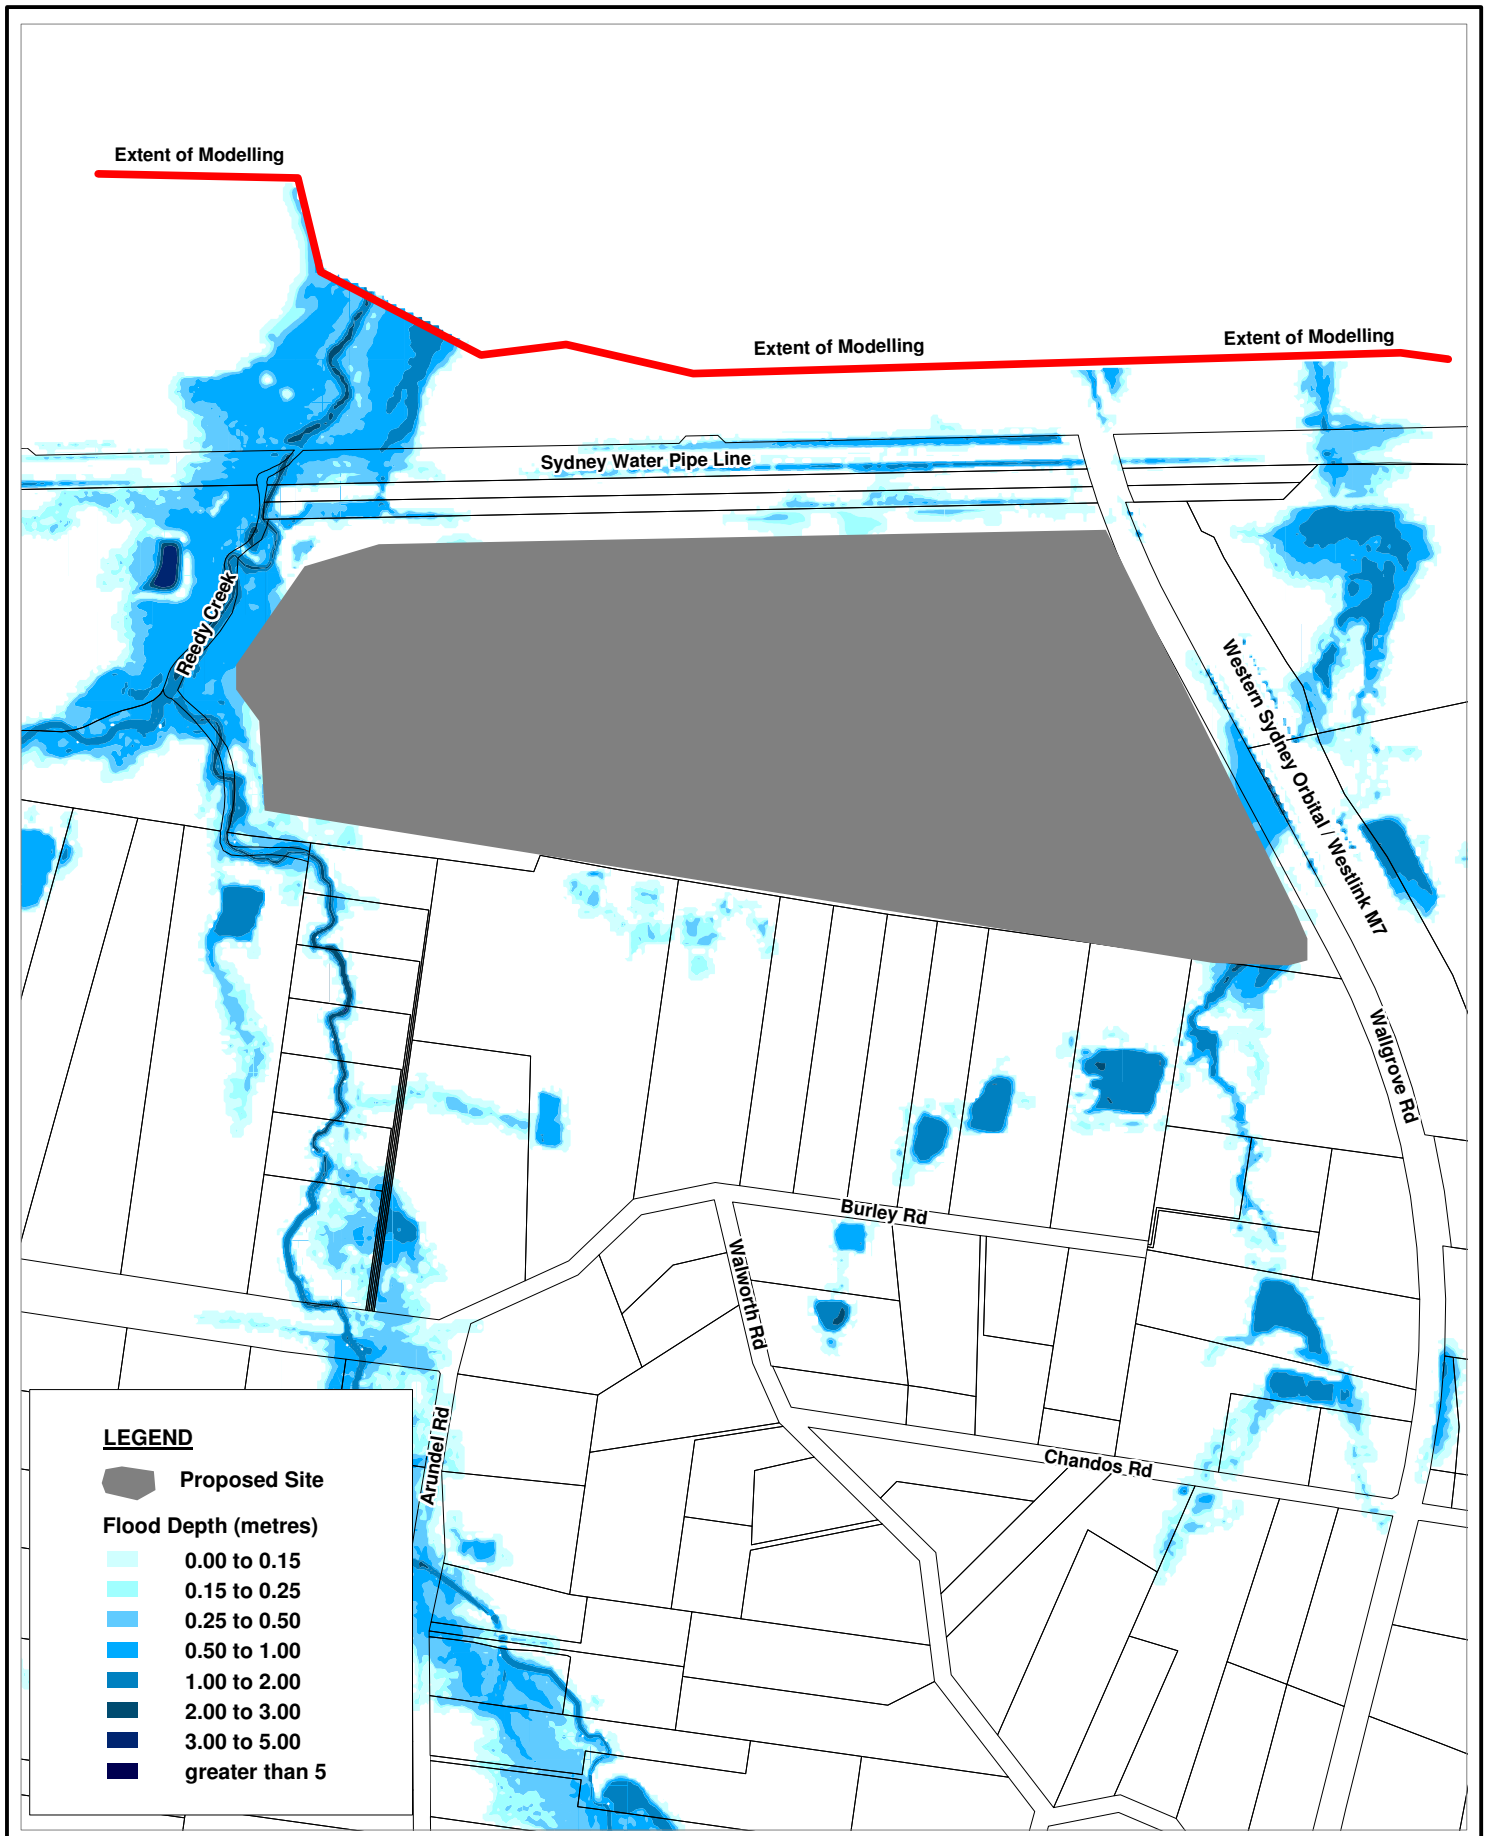 Extent of Modelling
Extent of Modelling
Extent of Modelling
Sydney Water Pipe Line
Reedy Creek
Western Sydney Orbital / Westlink M7
Wallgrove Rd
Burley Rd
Walworth Rd
Chandos Rd
Arundel Rd
LEGEND
Proposed Site
Flood Depth (metres)
0.00 to 0.15
0.15 to 0.25
0.25 to 0.50
0.50 to 1.00
1.00 to 2.00
2.00 to 3.00
3.00 to 5.00
greater than 5